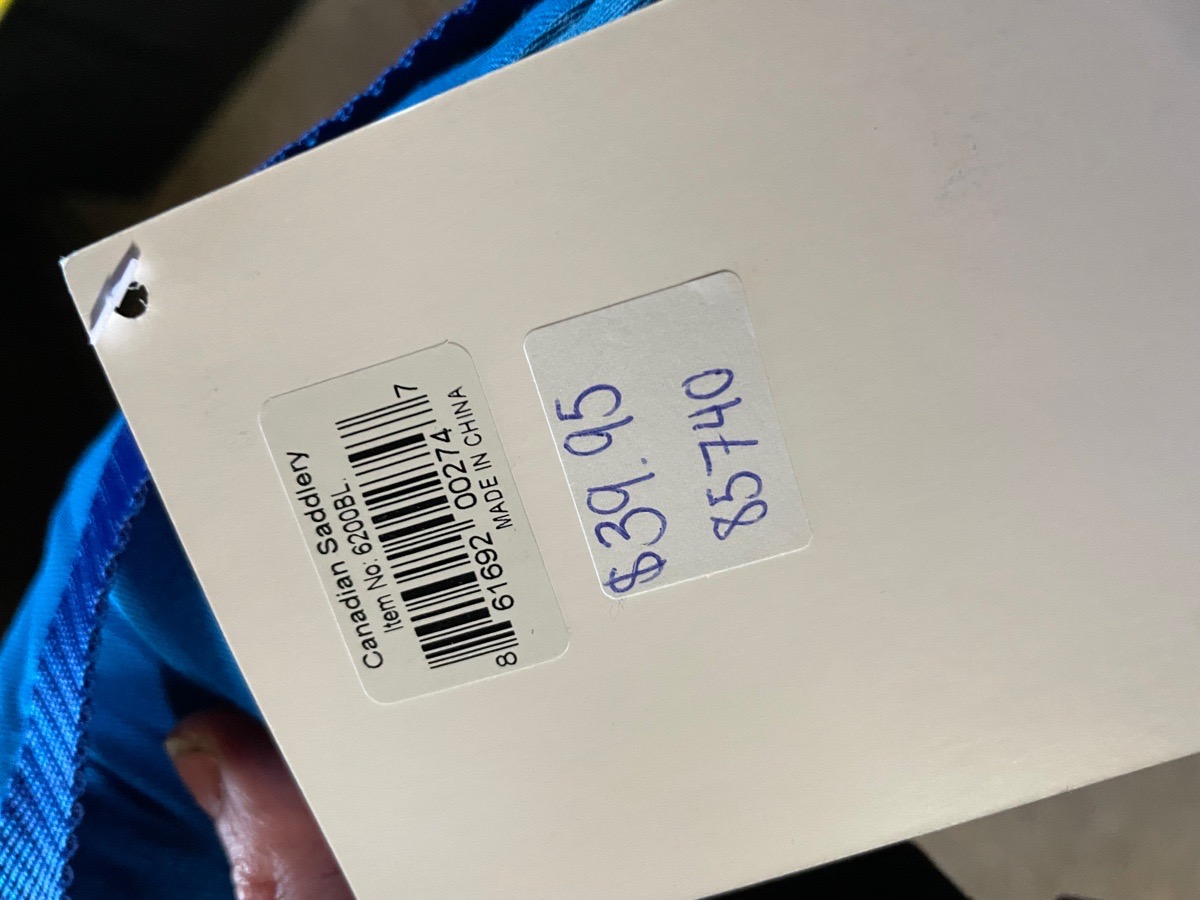 Canadian Saddlery
Item No: 6200BL.
8 61692 00274 7
MADE IN CHINA
$39.95
85740